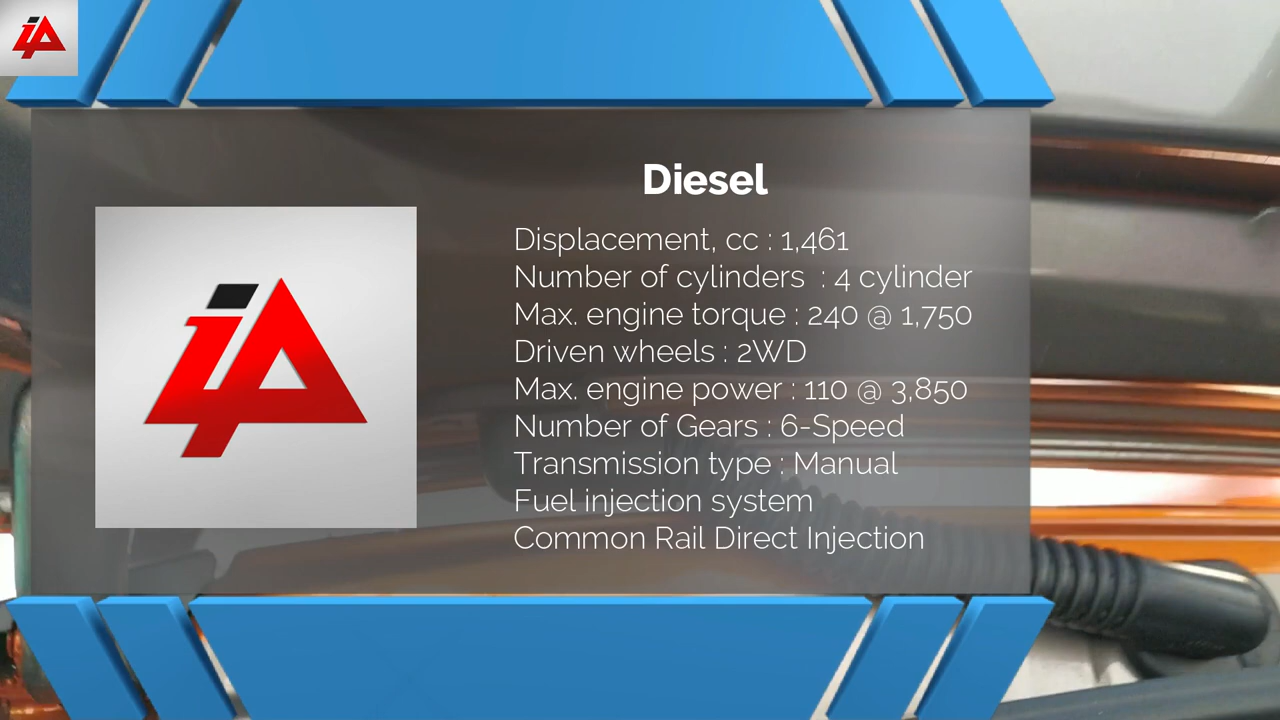 iA
Diesel
iA
Displacement, cc : 1,461
Number of cylinders : 4 cylinder
Max. engine torque : 240 @ 1,750
Driven wheels : 2WD
Max. engine power : 110 @ 3,850
Number of Gears : 6-Speed
Transmission type : Manual
Fuel injection system
Common Rail Direct Injection